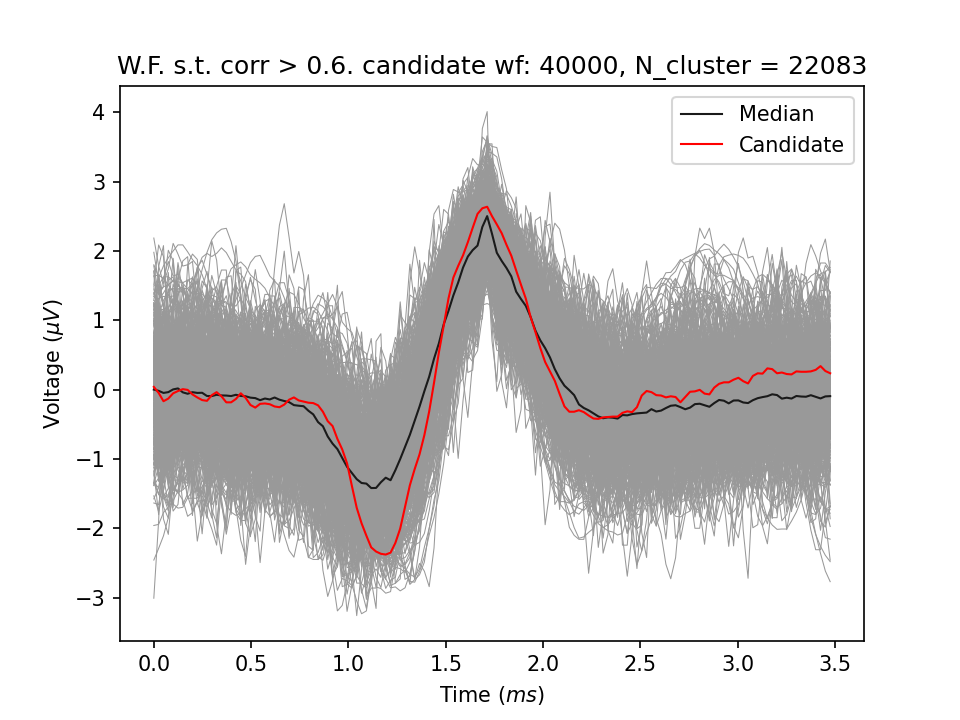 W.F. s.t. corr > 0.6. candidate wf: 40000, N_cluster = 22083
Median
Candidate
4
3
2
1
0
−1
−2
−3
Voltage (μV)
0.0 0.5 1.0 1.5 2.0 2.5 3.0 3.5
Time (ms)